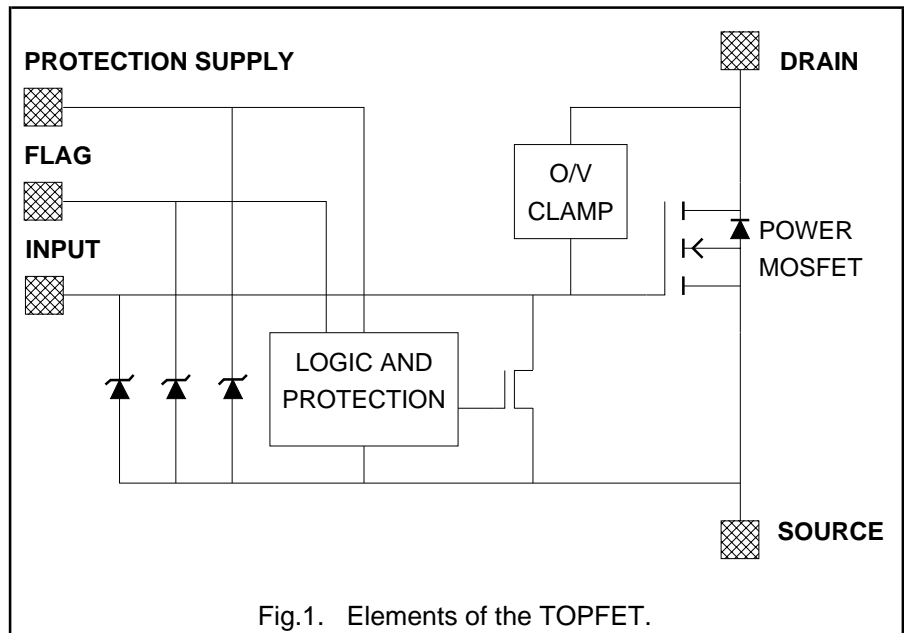 PROTECTION SUPPLY
DRAIN
FLAG
O/V
CLAMP
INPUT
POWER
MOSFET
LOGIC AND
PROTECTION
SOURCE
Fig.1. Elements of the TOPFET.